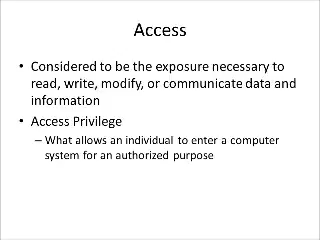 Access
• Considered to be the exposure necessary to
read, write, modify, or communicate data and
information
• Access Privilege
– What allows an individual to enter a computer
system for an authorized purpose